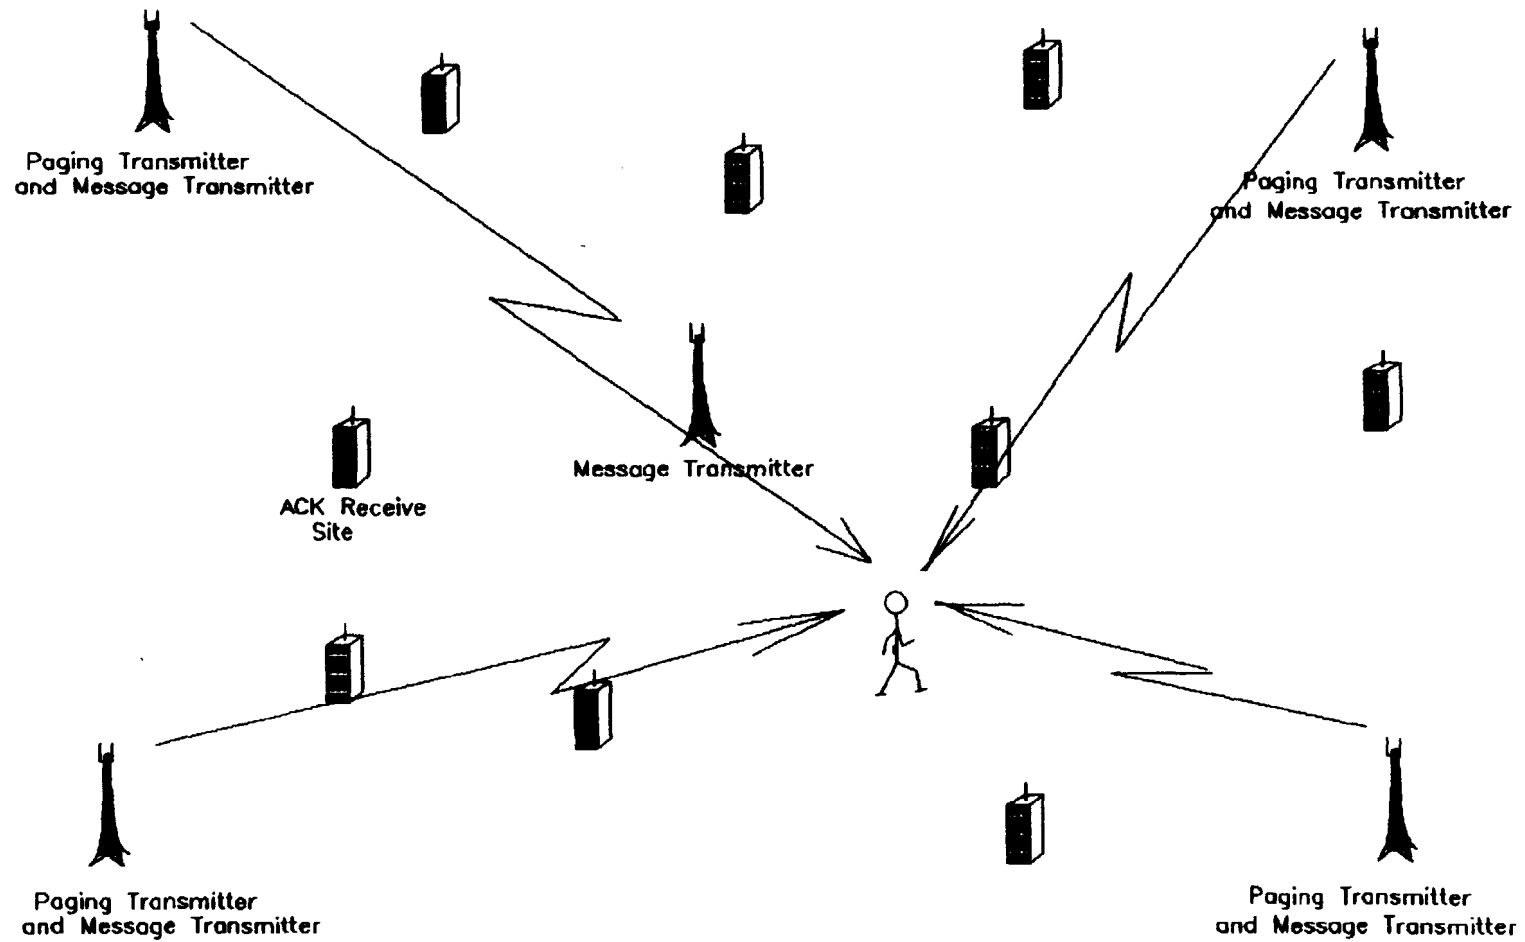 Paging Transmitter
and Message Transmitter
Paging Transmitter
and Message Transmitter
Message Transmitter
ACK Receive
Site
Paging Transmitter
and Message Transmitter
Paging Transmitter
and Message Transmitter